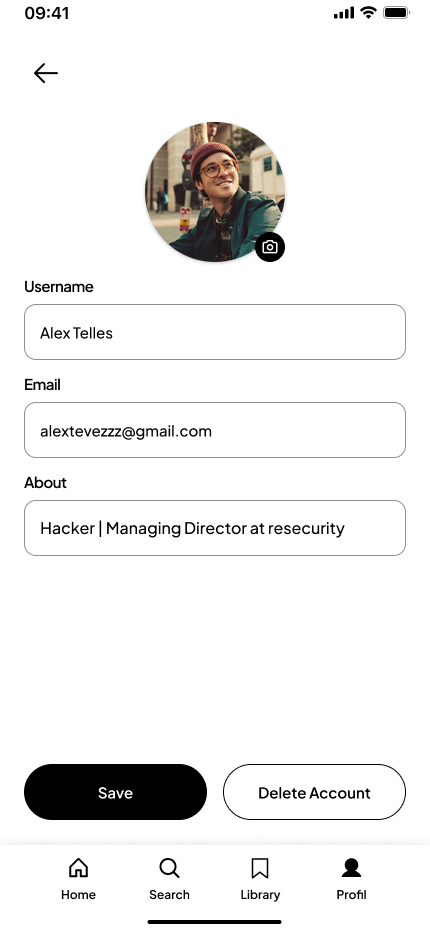 09:41
Username
Alex Telles
Email
alextevezzz@gmail.com
About
Hacker | Managing Director at resecurity
Save
Delete Account
Home
Search
Library
Profil